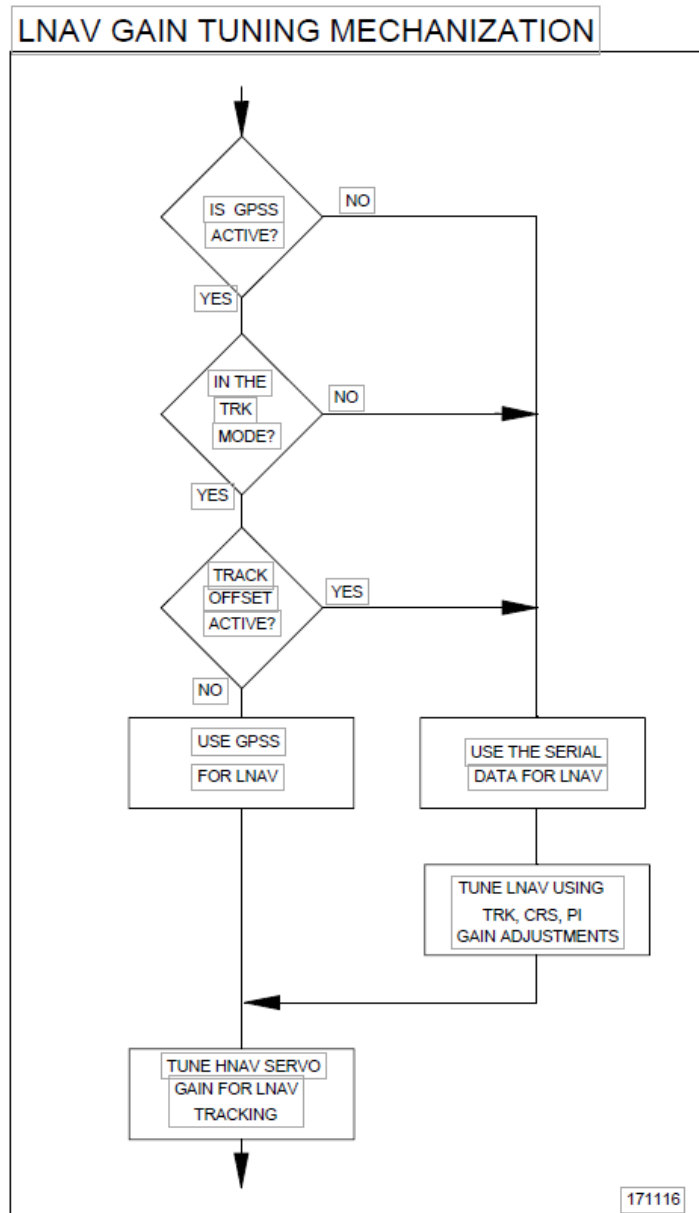 LNAV GAIN TUNING MECHANIZATION
IS GPSS
ACTIVE?
NO
YES
IN THE
TRK
MODE?
NO
YES
TRACK
OFFSET
ACTIVE?
YES
NO
USE GPSS
FOR LNAV
USE THE SERIAL
DATA FOR LNAV
TUNE LNAV USING
TRK, CRS, PI
GAIN ADJUSTMENTS
TUNE HNAV SERVO
GAIN FOR LNAV
TRACKING
171116